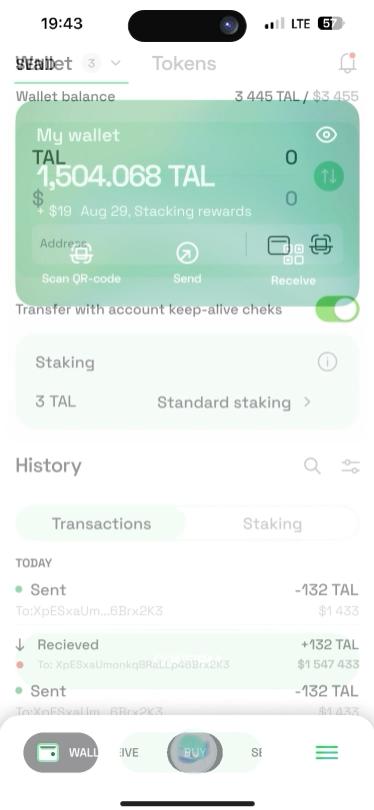 19:43
LTE 57
Wallet 3 Tokens
SEND
Wallet balance 3 445 TAL / $3 455
My wallet
TAL 0
1,504.068 TAL
$ 0
+ $19 Aug 29, Stacking rewards
Address
Scan QR-code Send Receive
Transfer with account keep-alive cheks
Staking
3 TAL Standard staking
History
Transactions Staking
TODAY
Sent -132 TAL
To:XpESxaUm...6Brx2K3 $1 433
Recieved +132 TAL
To: XpESxaUmonkqBRaLLp46Brx2K3 $1 547 433
Sent -132 TAL
To:XpESxaUm...6Brx2K3 $1 433
WALL EIVE BUY SE